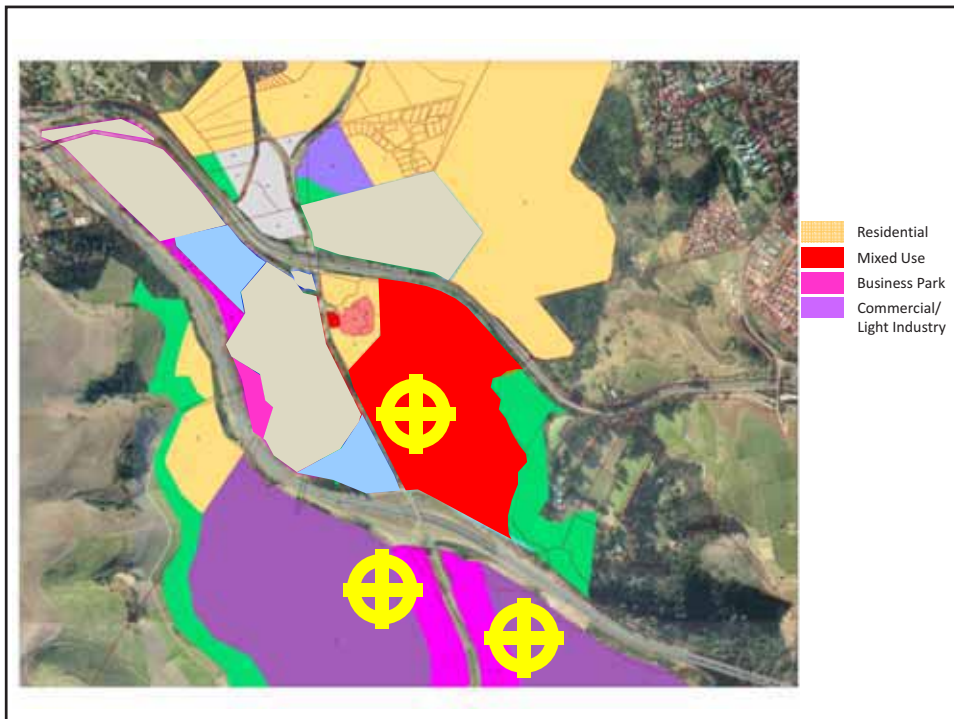 Residential
Mixed Use
Business Park
Commercial/
Light Industry